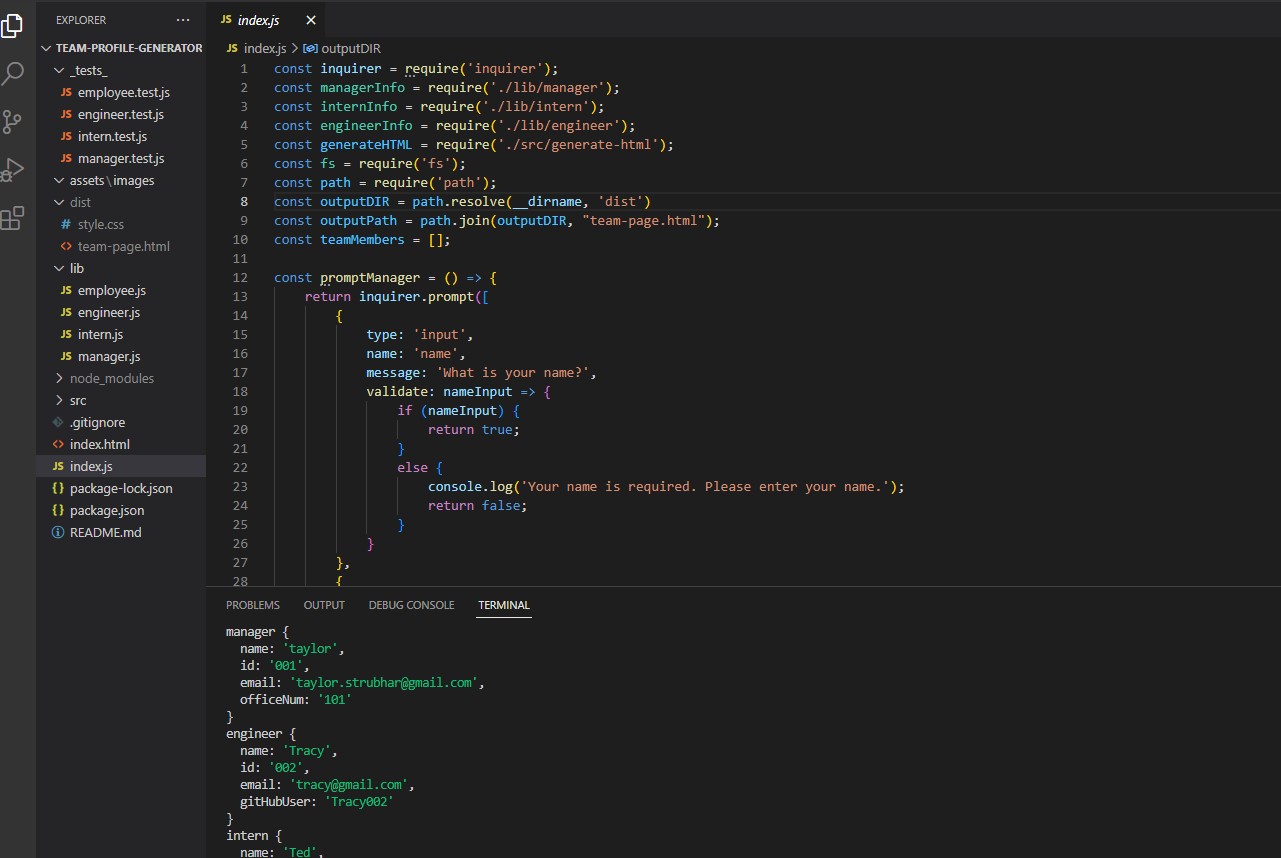 EXPLORER
TEAM-PROFILE-GENERATOR
_tests_
JS employee.test.js
JS engineer.test.js
JS intern.test.js
JS manager.test.js
assets\images
dist
# style.css
<> team-page.html
lib
JS employee.js
JS engineer.js
JS intern.js
JS manager.js
node_modules
src
.gitignore
<> index.html
JS index.js
{} package-lock.json
{} package.json
README.md
JS index.js
JS index.js > outputDIR
1 const inquirer = require('inquirer');
2 const managerInfo = require('./lib/manager');
3 const internInfo = require('./lib/intern');
4 const engineerInfo = require('./lib/engineer');
5 const generateHTML = require('./src/generate-html');
6 const fs = require('fs');
7 const path = require('path');
8 const outputDIR = path.resolve(__dirname, 'dist')
9 const outputPath = path.join(outputDIR, "team-page.html");
10 const teamMembers = [];
11
12 const promptManager = () => {
13 return inquirer.prompt([
14 {
15 type: 'input',
16 name: 'name',
17 message: 'What is your name?',
18 validate: nameInput => {
19 if (nameInput) {
20 return true;
21 }
22 else {
23 console.log('Your name is required. Please enter your name.');
24 return false;
25 }
26 }
27 },
28 {
PROBLEMS OUTPUT DEBUG CONSOLE TERMINAL
manager {
name: 'taylor',
id: '001',
email: 'taylor.strubhar@gmail.com',
officeNum: '101'
}
engineer {
name: 'Tracy',
id: '002',
email: 'tracy@gmail.com',
gitHubUser: 'Tracy002'
}
intern {
name: 'Ted',